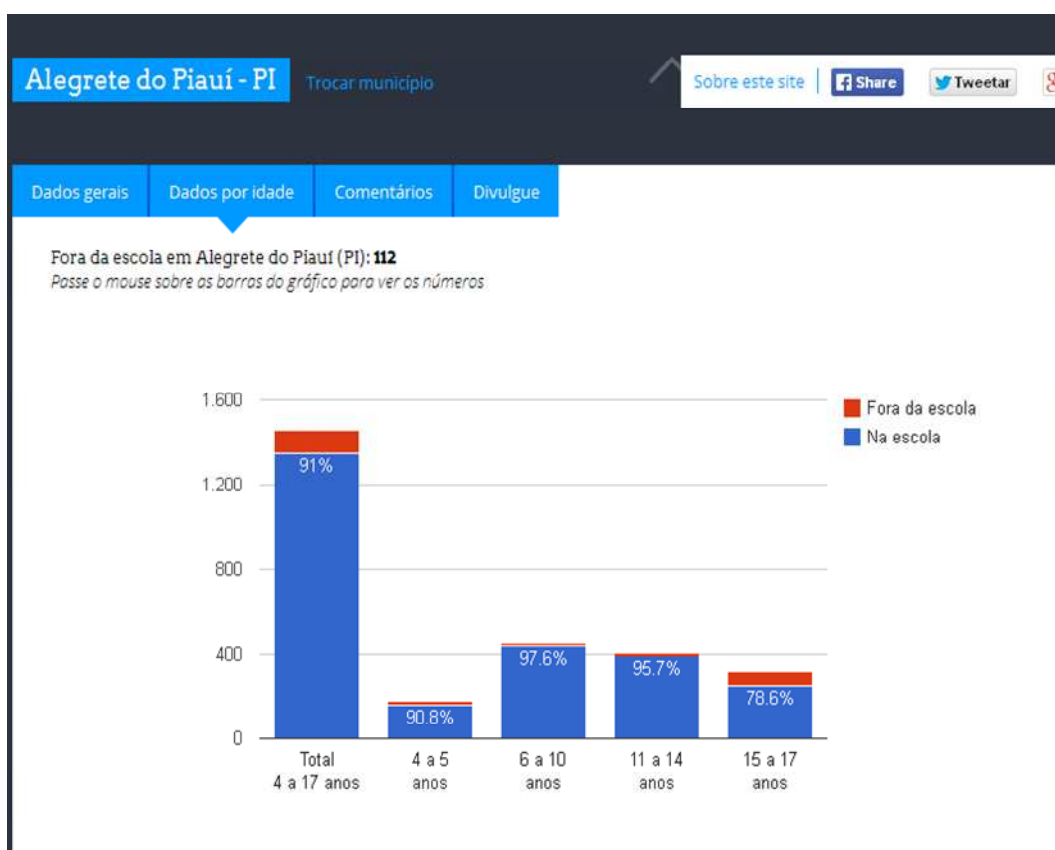 Alegrete do Piauí - PI
Trocar município
Sobre este site
Share
Tweetar
Dados gerais
Dados por idade
Comentários
Divulgue
Fora da escola em Alegrete do Piauí (PI): 112
Passe o mouse sobre as barras do gráfico para ver os números
1.600
1.200
800
400
0
91%
90.8%
97.6%
95.7%
78.6%
Fora da escola
Na escola
Total
4 a 17 anos
4 a 5
anos
6 a 10
anos
11 a 14
anos
15 a 17
anos